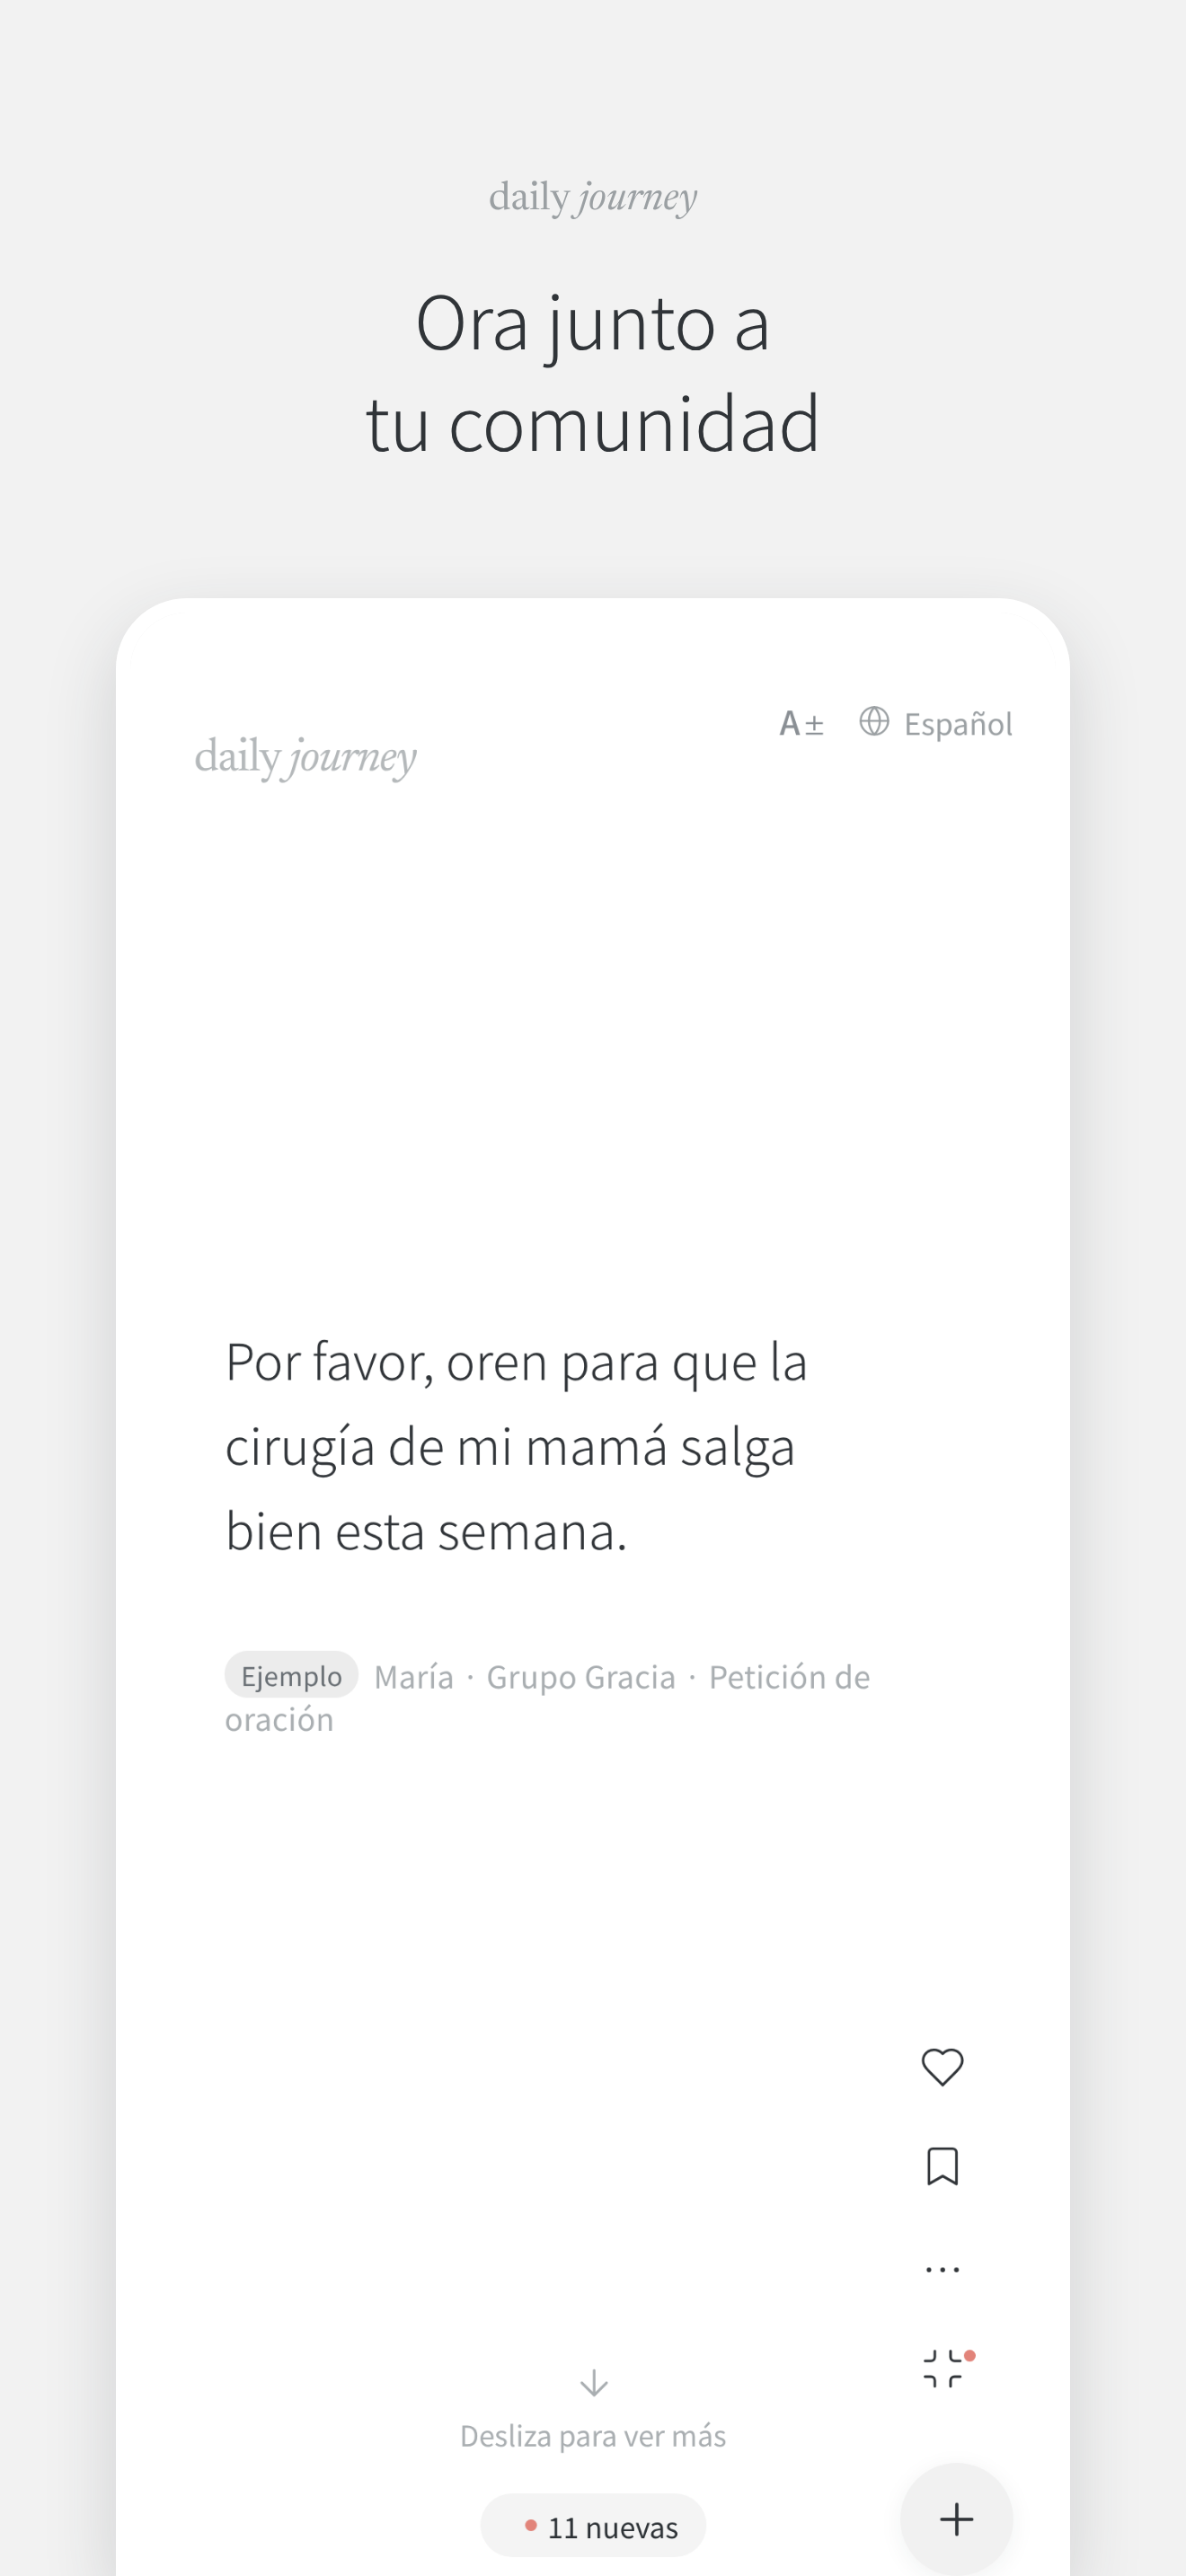 daily journey
Ora junto a
tu comunidad
A± Español
daily journey
Por favor, oren para que la
cirugía de mi mamá salga
bien esta semana.
Ejemplo María · Grupo Gracia · Petición de
oración
Desliza para ver más
11 nuevas